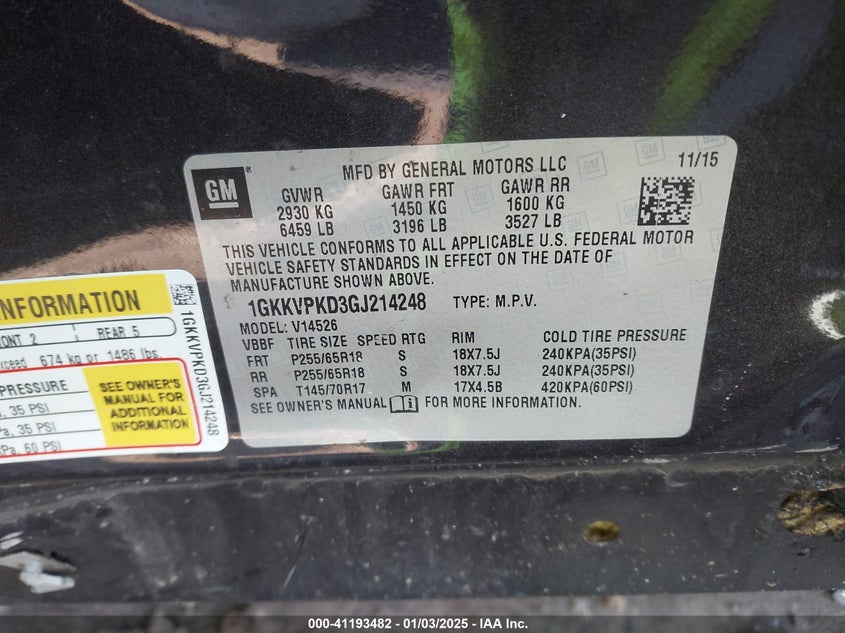 GM
MFD BY GENERAL MOTORS LLC 11/15
GVWR GAWR FRT GAWR RR
2930 KG 1450 KG 1600 KG
6459 LB 3196 LB 3527 LB
THIS VEHICLE CONFORMS TO ALL APPLICABLE U.S. FEDERAL MOTOR
VEHICLE SAFETY STANDARDS IN EFFECT ON THE DATE OF
MANUFACTURE SHOWN ABOVE.
1GKKVPKD3GJ214248 TYPE: M.P.V.
MODEL: V14526
VBBF TIRE SIZE SPEED RTG RIM COLD TIRE PRESSURE
FRT P255/65R18 S 18X7.5J 240KPA(35PSI)
RR P255/65R18 S 18X7.5J 240KPA(35PSI)
SPA T145/70R17 M 17X4.5B 420KPA(60PSI)
SEE OWNER'S MANUAL i FOR MORE INFORMATION.
INFORMATION
RONT 2 REAR 5
exceed 674 kg or 1486 lbs.
PRESSURE
, 35 PSI
a, 35 PSI
Pa, 60 PSI
SEE OWNER'S
MANUAL FOR
ADDITIONAL
INFORMATION
1GKKVPKD3GJ214248
000-41193482 - 01/03/2025 - IAA Inc.